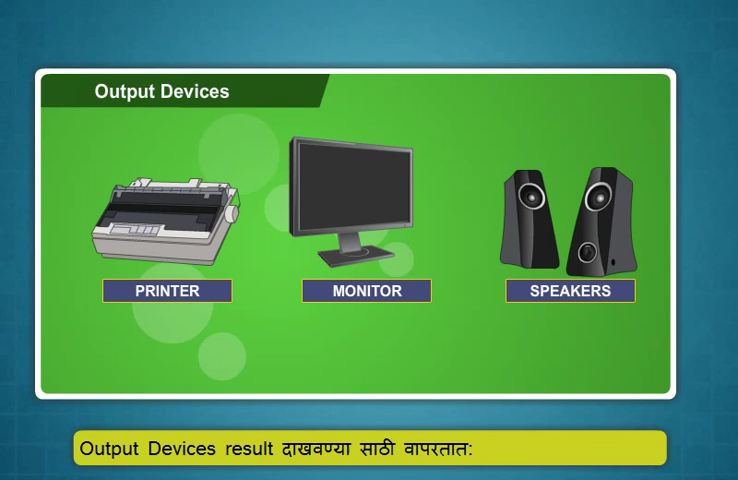 Output Devices
PRINTER
MONITOR
SPEAKERS
Output Devices result दाखवण्या साठी वापरतात: